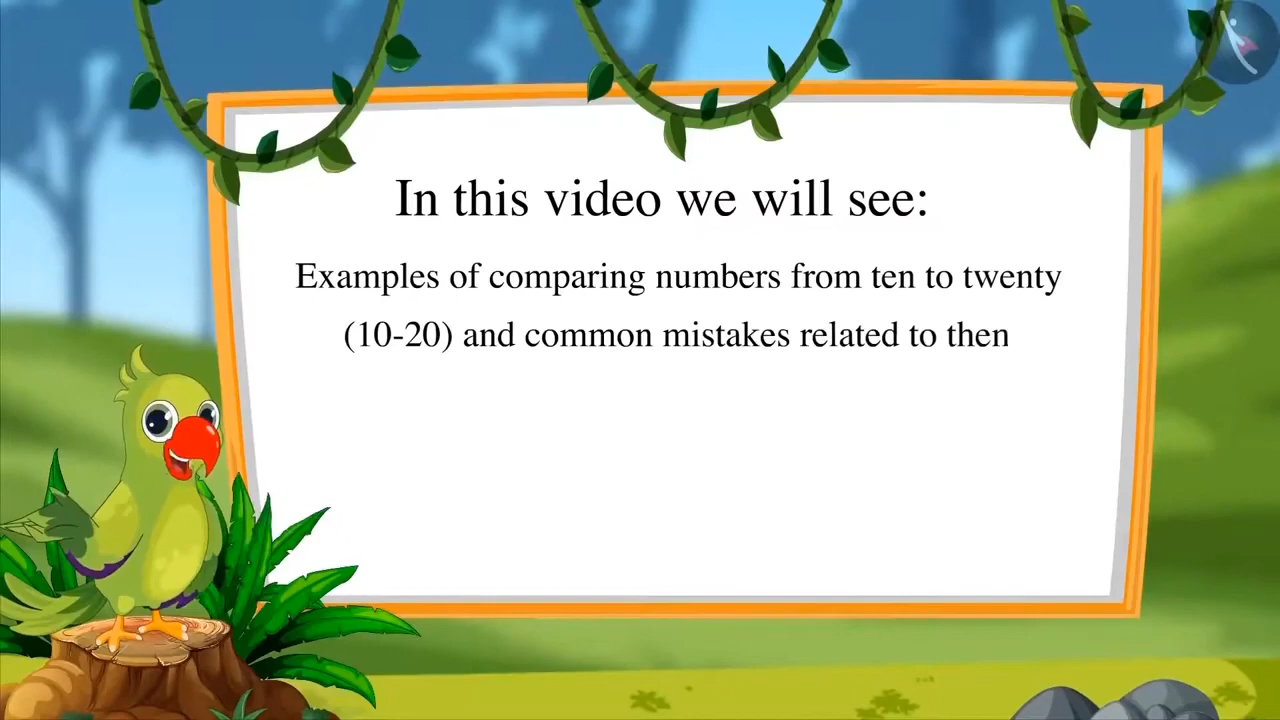 In this video we will see:
Examples of comparing numbers from ten to twenty
(10-20) and common mistakes related to then